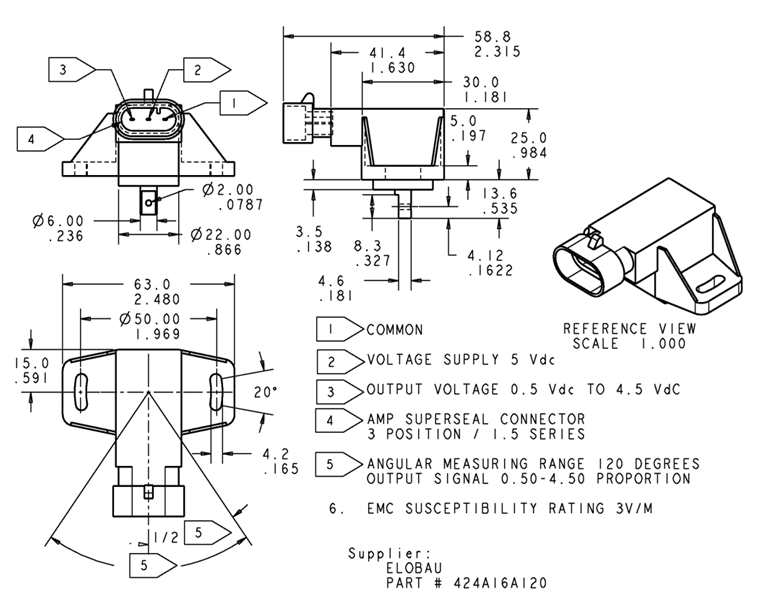 58.8
2.315
41.4
1.630
30.0
1.181
3
2
1
4
5.0
.197
25.0
.984
Ø2.00
.0787
Ø6.00
.236
Ø22.00
.866
3.5
.138
8.3
.327
13.6
.535
4.12
.1622
4.6
.181
63.0
2.480
Ø50.00
1.969
15.0
.591
20°
4.2
.165
1/2
5
5
REFERENCE VIEW
SCALE 1.000
1 COMMON
2 VOLTAGE SUPPLY 5 Vdc
3 OUTPUT VOLTAGE 0.5 Vdc TO 4.5 VdC
4 AMP SUPERSEAL CONNECTOR
3 POSITION / 1.5 SERIES
5 ANGULAR MEASURING RANGE 120 DEGREES
OUTPUT SIGNAL 0.50-4.50 PROPORTION
6. EMC SUSCEPTIBILITY RATING 3V/M
Supplier:
ELOBAU
PART # 424A16A120